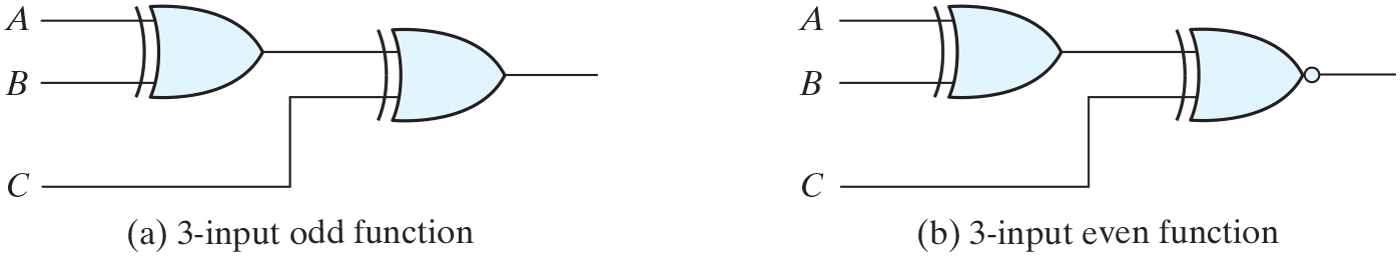 A
B
C
(a) 3-input odd function
A
B
C
(b) 3-input even function